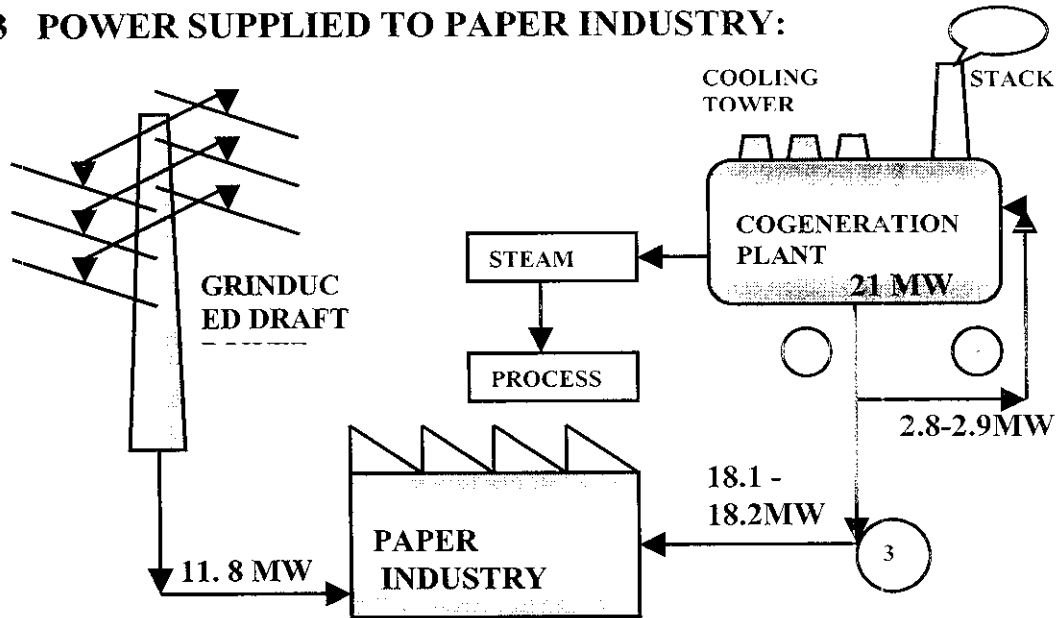 3 POWER SUPPLIED TO PAPER INDUSTRY:
COOLING
TOWER
STACK
COGENERATION
PLANT
21 MW
STEAM
PROCESS
GRINDUC
ED DRAFT
2.8-2.9MW
18.1 -
18.2MW
3
PAPER
INDUSTRY
11. 8 MW